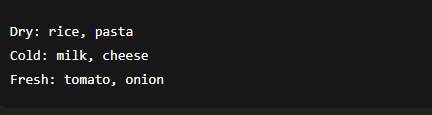 Dry: rice, pasta
Cold: milk, cheese
Fresh: tomato, onion